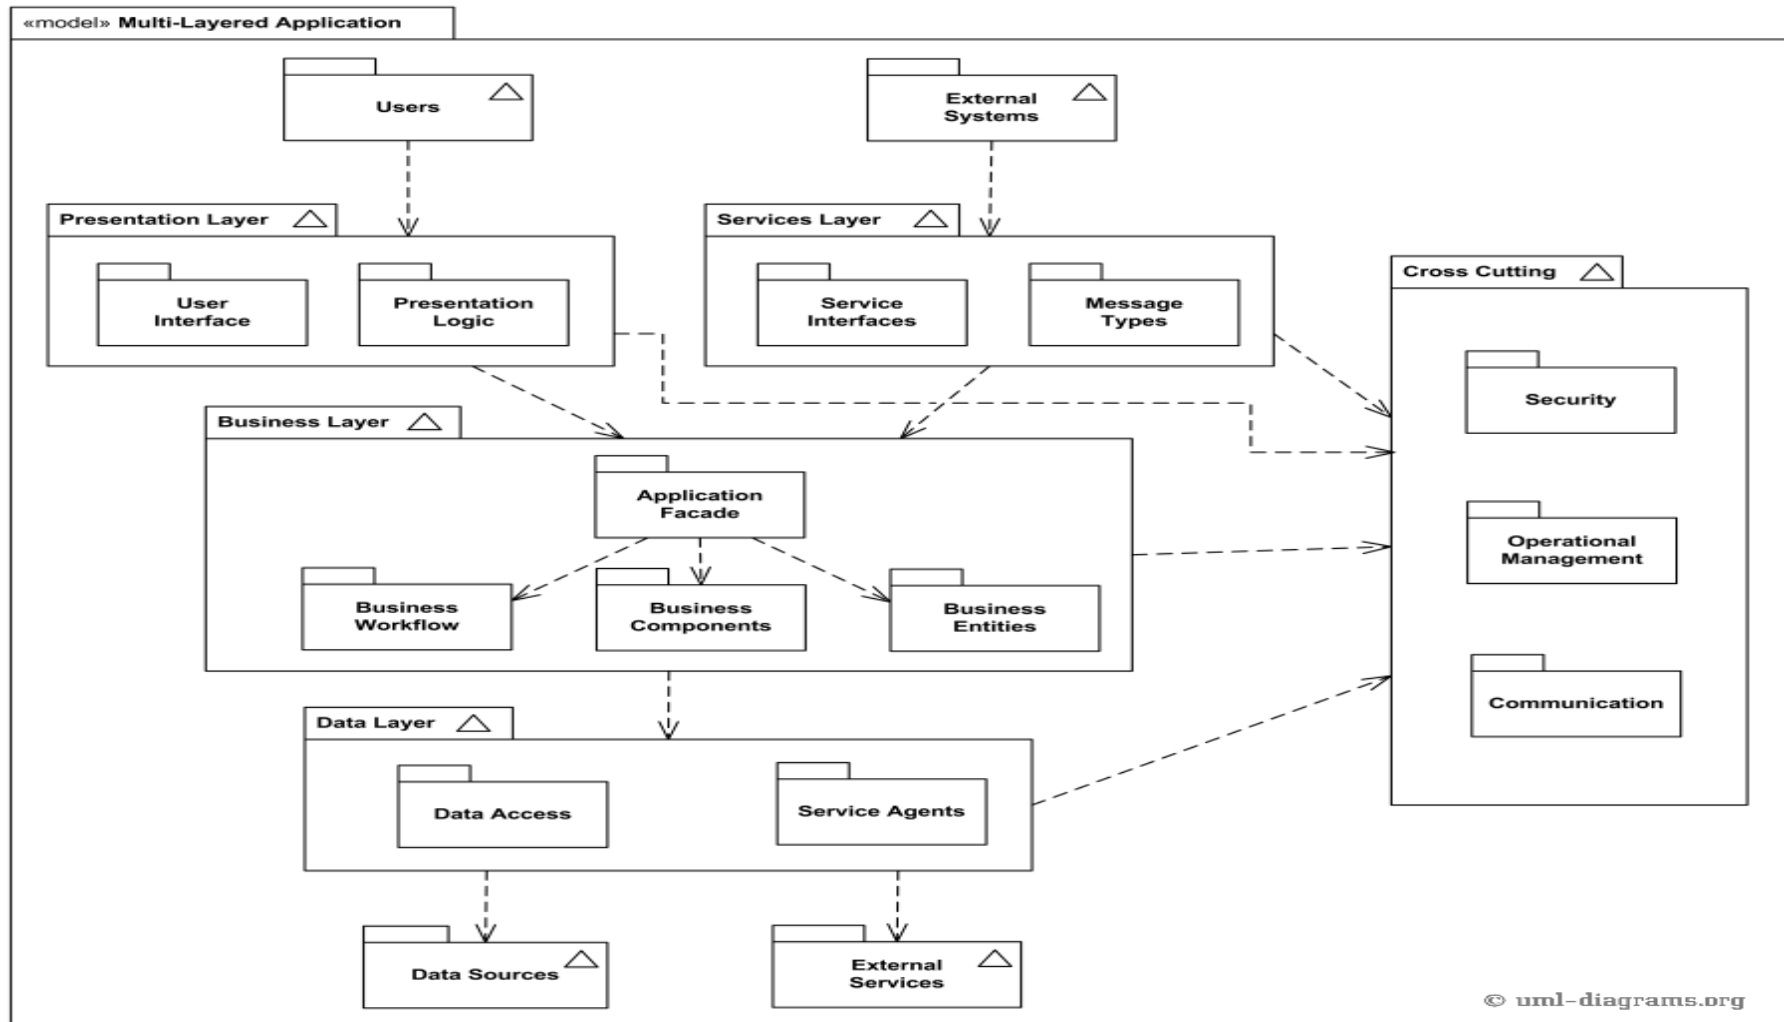 «model» Multi-Layered Application
Users
External
Systems
Presentation Layer
Services Layer
User
Interface
Presentation
Logic
Service
Interfaces
Message
Types
Cross Cutting
Security
Operational
Management
Communication
Business Layer
Application
Facade
Business
Workflow
Business
Components
Business
Entities
Data Layer
Data Access
Service Agents
Data Sources
External
Services
© uml-diagrams.org